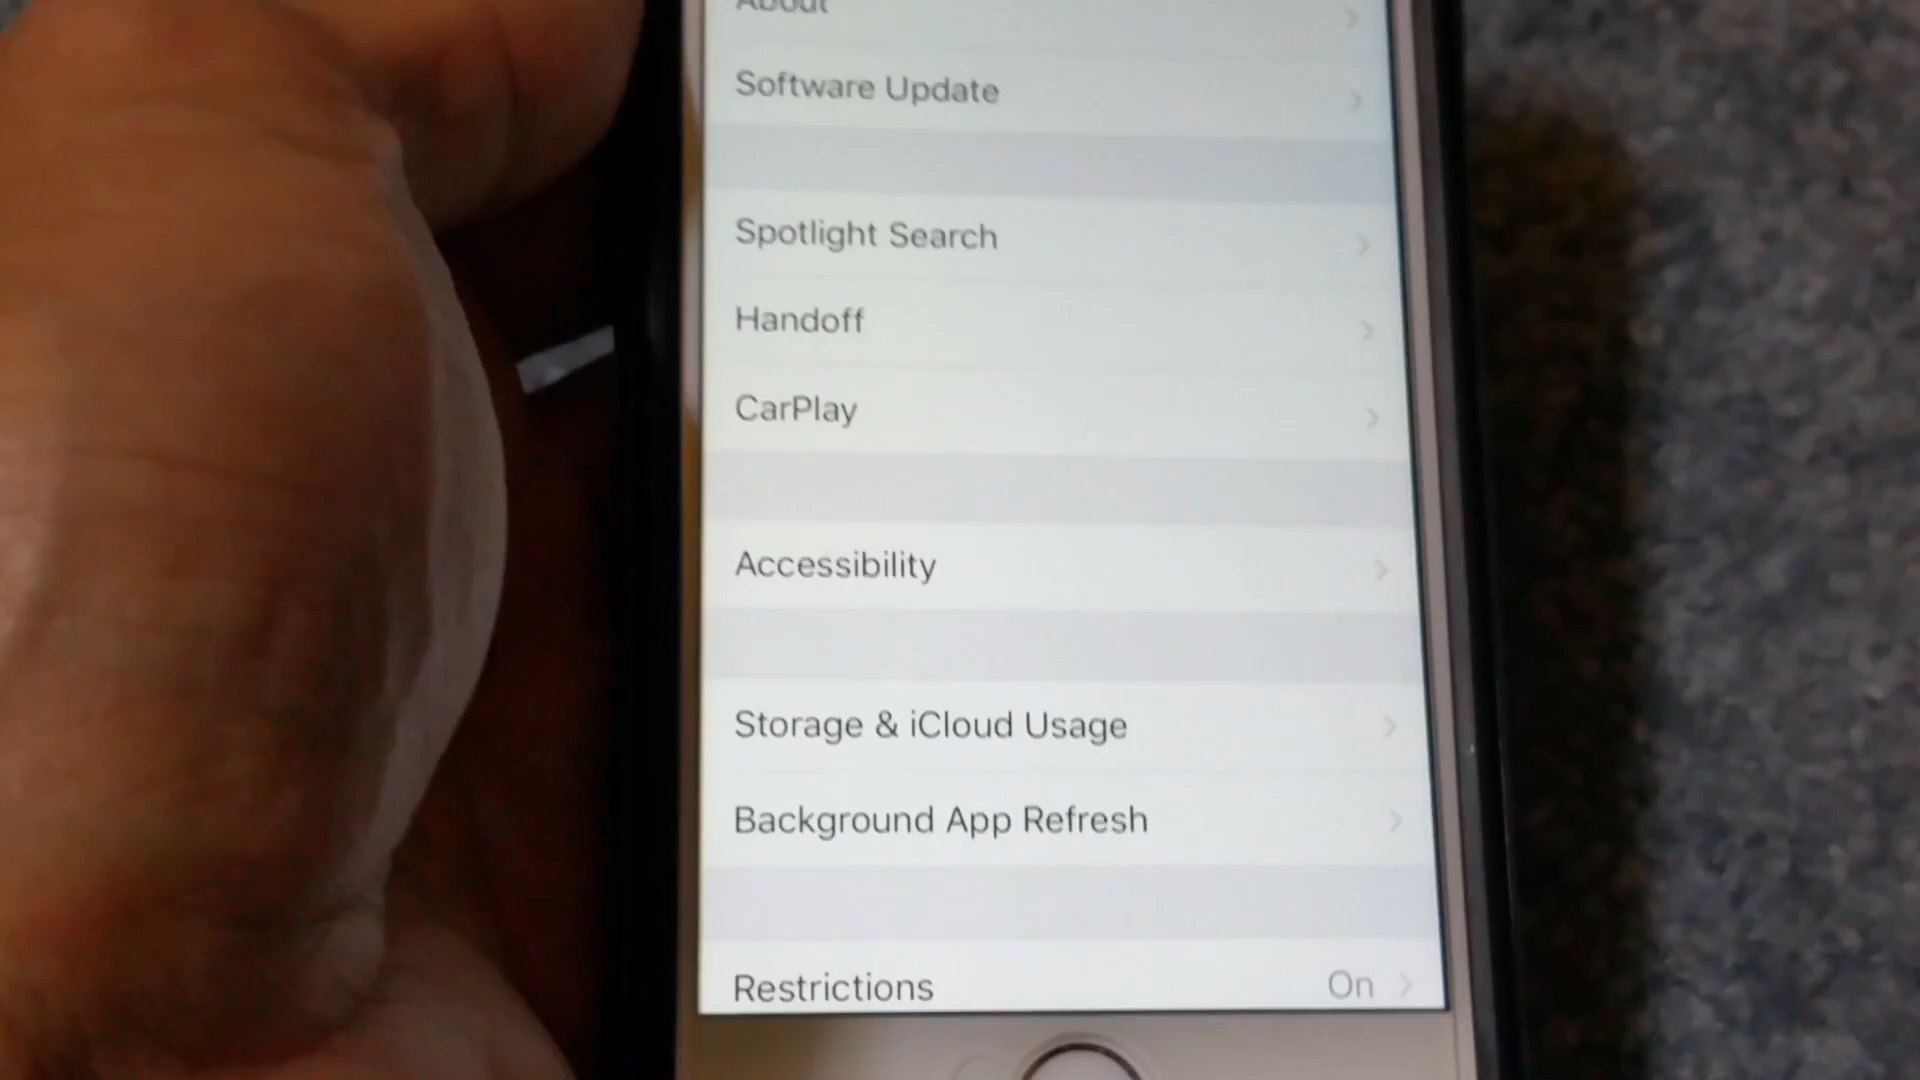 About
Software Update
Spotlight Search
Handoff
CarPlay
Accessibility
Storage & iCloud Usage
Background App Refresh
Restrictions On